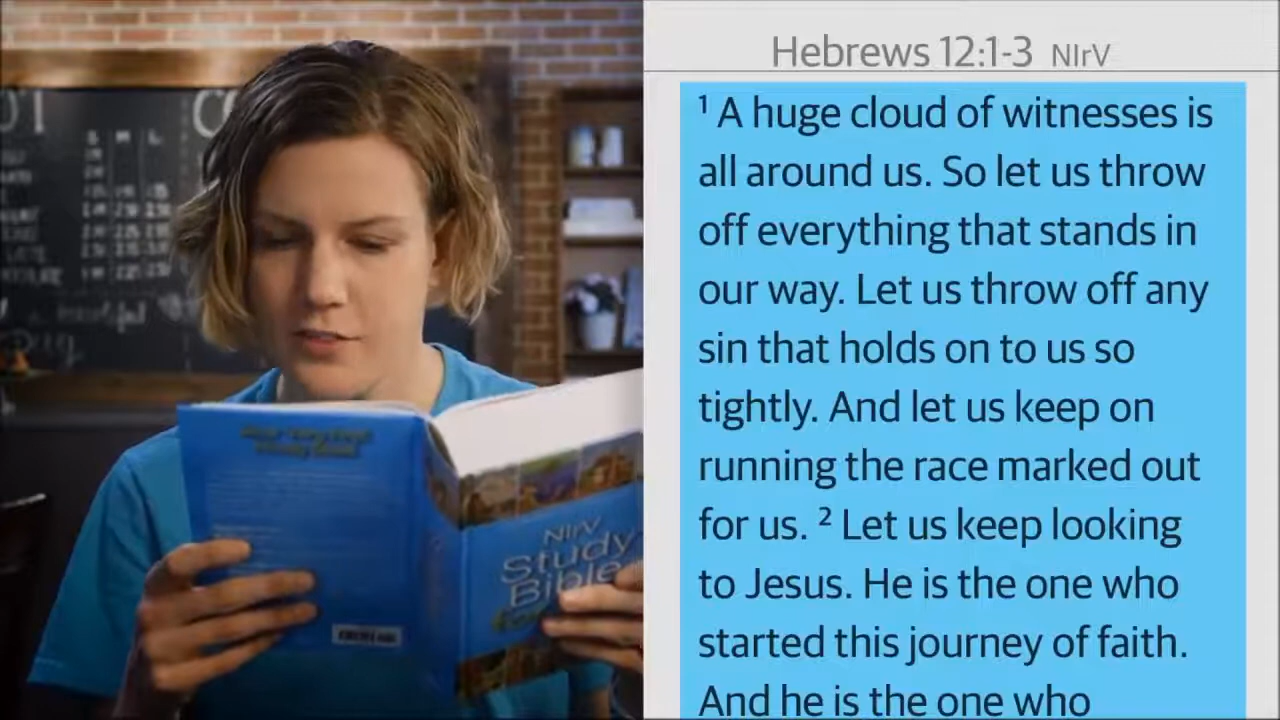 Hebrews 12:1-3 NIrV
¹ A huge cloud of witnesses is
all around us. So let us throw
off everything that stands in
our way. Let us throw off any
sin that holds on to us so
tightly. And let us keep on
running the race marked out
for us. ² Let us keep looking
to Jesus. He is the one who
started this journey of faith.
And he is the one who
NIrV
Study
Bible
S M L